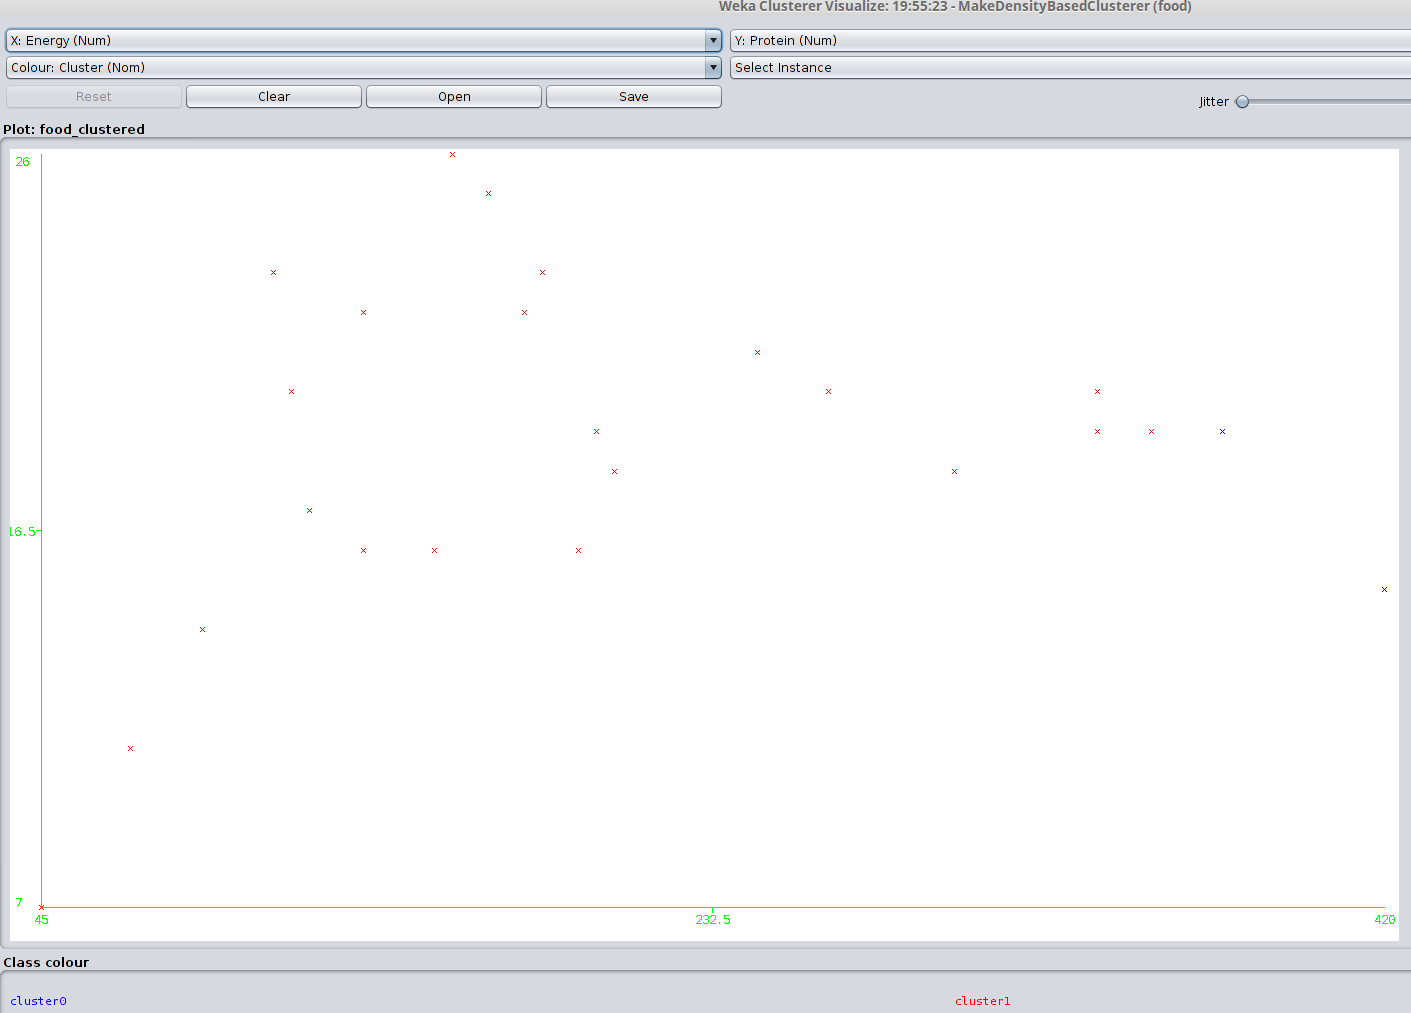 Weka Clusterer Visualize: 19:55:23 - MakeDensityBasedClusterer (food)
X: Energy (Num)
Y: Protein (Num)
Colour: Cluster (Nom)
Select Instance
Reset
Clear
Open
Save
Jitter
Plot: food_clustered
26
16.5
7
45
232.5
420
Class colour
cluster0
cluster1